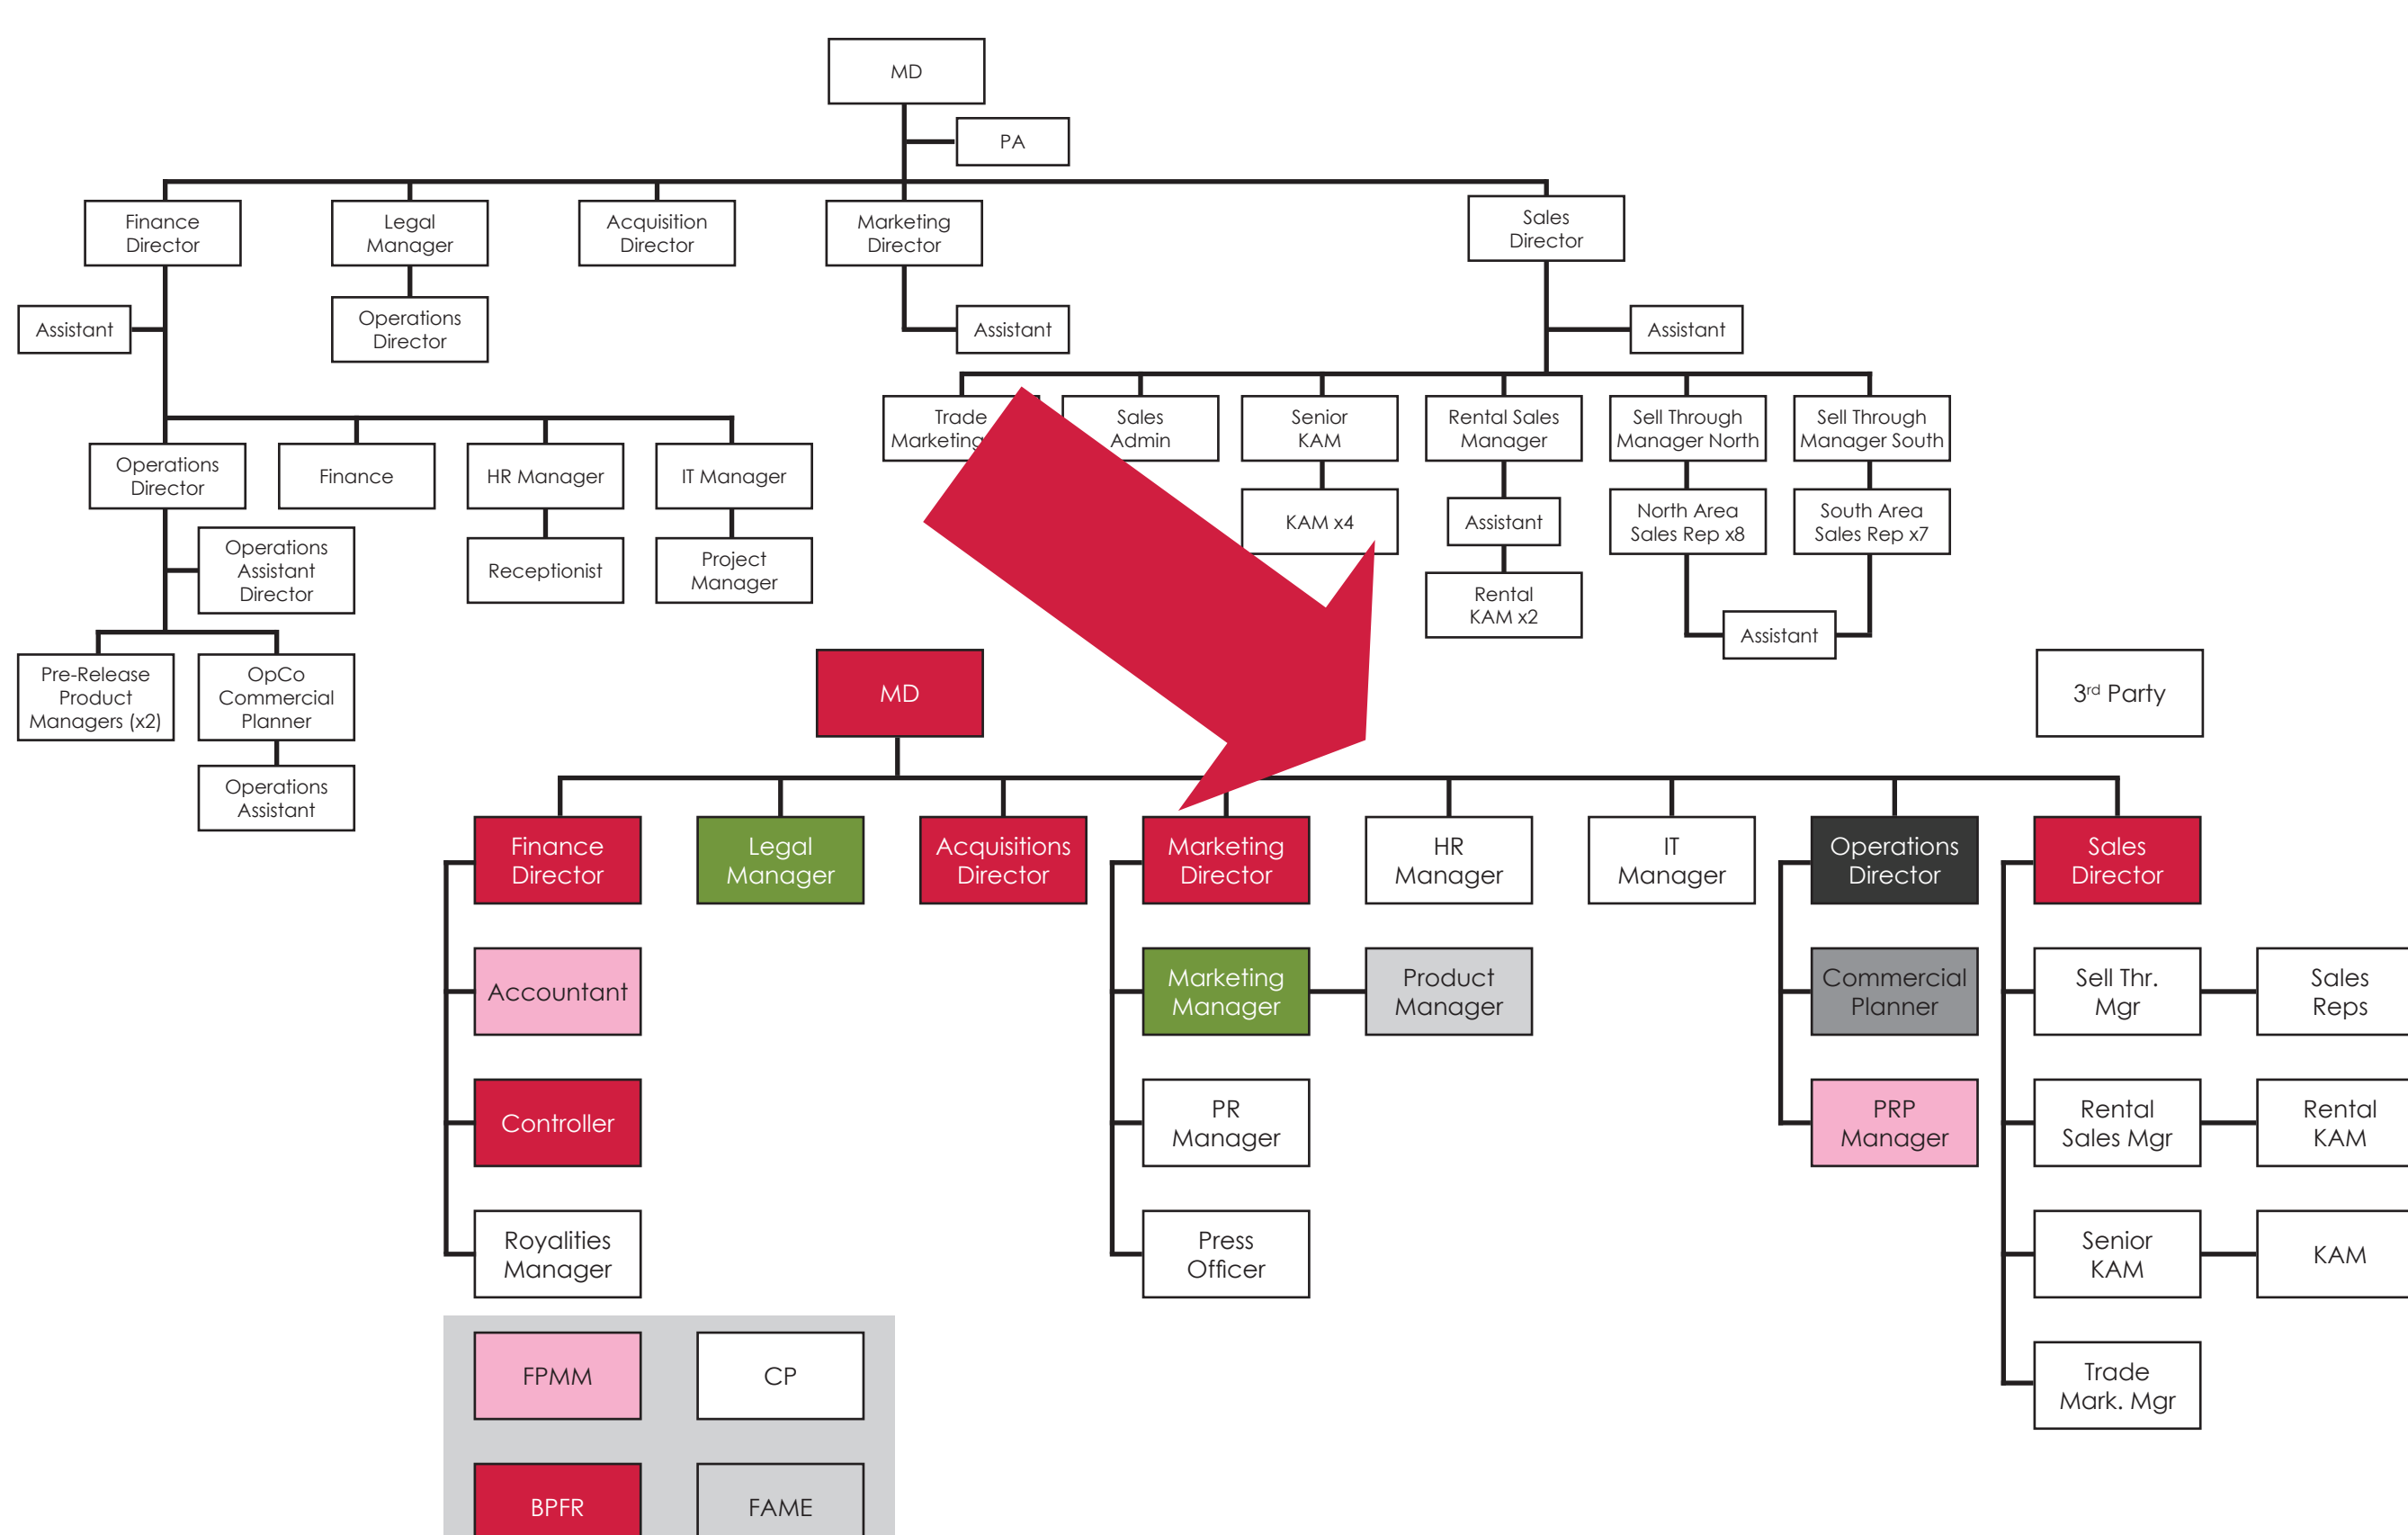 MD
PA
Finance
Director
Legal
Manager
Acquisition
Director
Marketing
Director
Sales
Director
Assistant
Operations
Director
Assistant
Assistant
Trade
Marketing
Sales
Admin
Senior
KAM
Rental Sales
Manager
Sell Through
Manager North
Sell Through
Manager South
Operations
Director
Finance
HR Manager
IT Manager
KAM x4
Assistant
North Area
Sales Rep x8
South Area
Sales Rep x7
Operations
Assistant
Director
Receptionist
Project
Manager
Rental
KAM x2
Assistant
Pre-Release
Product
Managers (x2)
OpCo
Commercial
Planner
Operations
Assistant
MD
3rd Party
Finance
Director
Legal
Manager
Acquisitions
Director
Marketing
Director
HR
Manager
IT
Manager
Operations
Director
Sales
Director
Accountant
Marketing
Manager
Product
Manager
Commercial
Planner
Sell Thr.
Mgr
Sales
Reps
Controller
PR
Manager
PRP
Manager
Rental
Sales Mgr
Rental
KAM
Royalities
Manager
Press
Officer
Senior
KAM
KAM
Trade
Mark. Mgr
FPMM
CP
BPFR
FAME